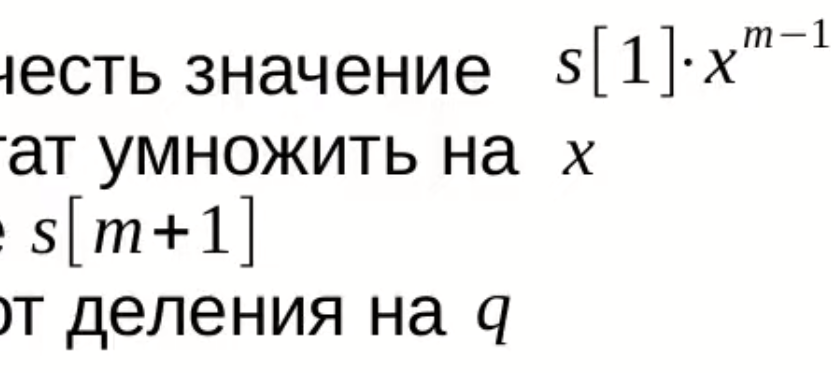 честь значение s[1]·x^{m−1}
тат умножить на x
е s[m+1]
от деления на q